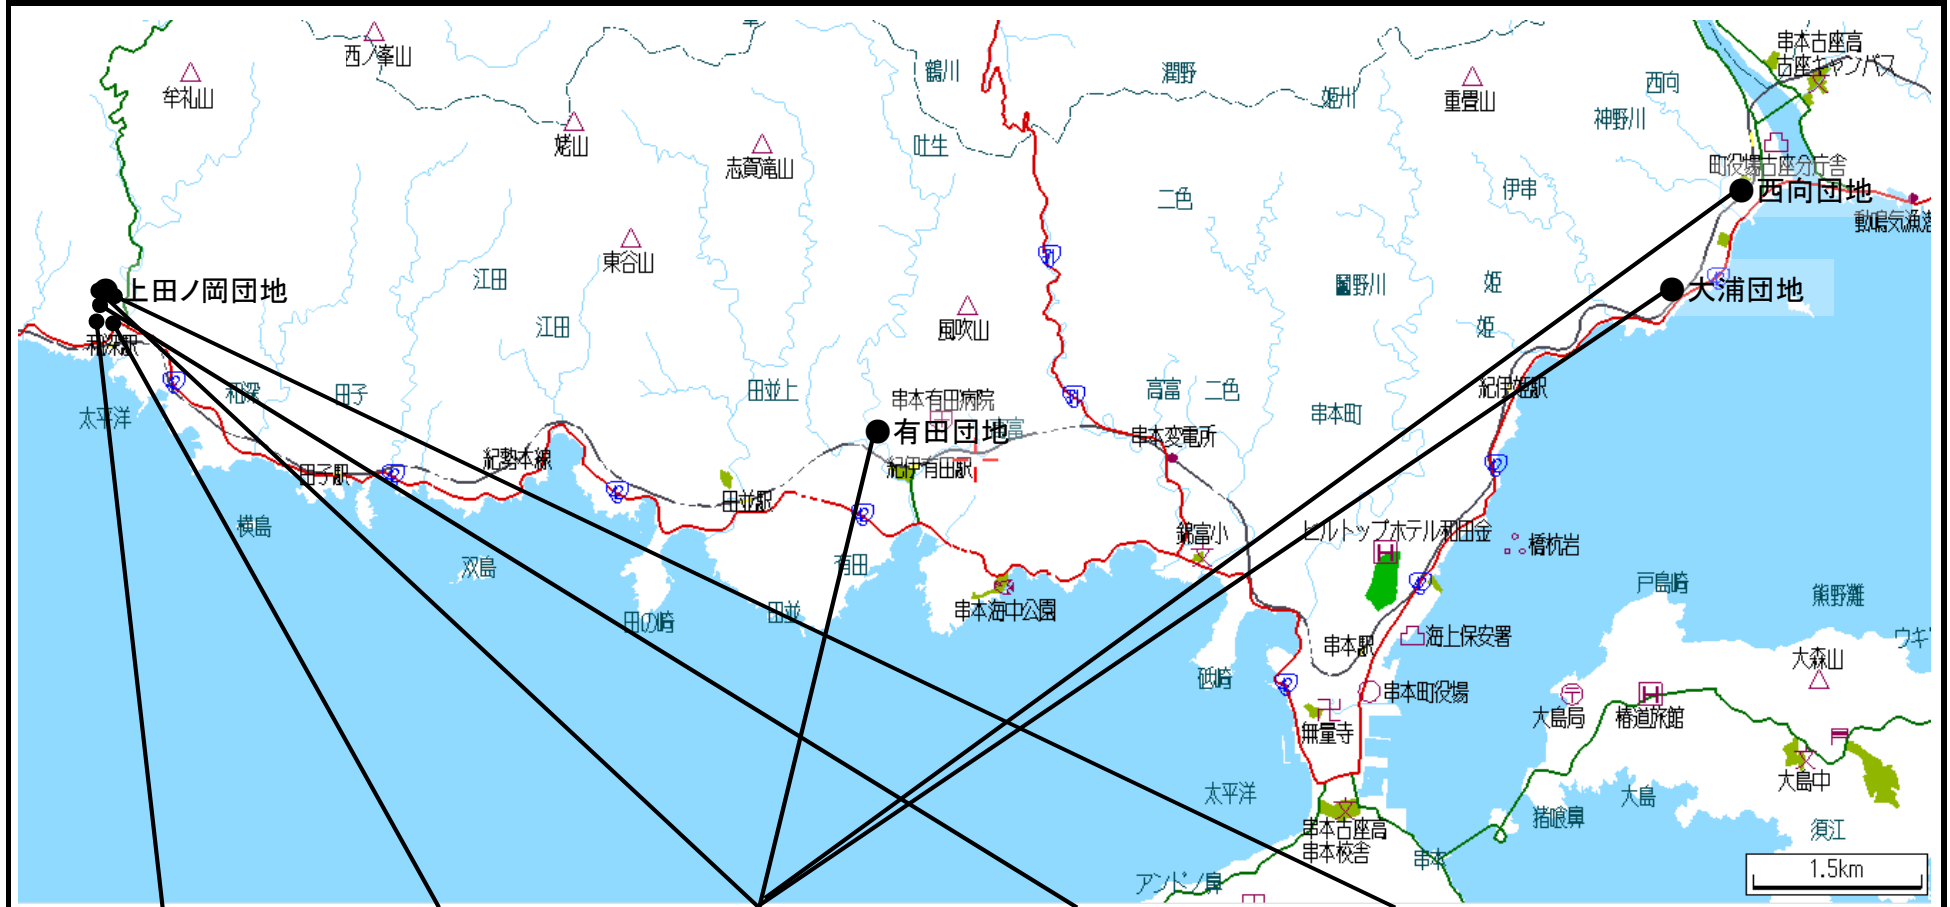 西ノ峯山
牟礼山
姥山
志賀滝山
鶴川
潤野
姫川
重畳山
西向
神野川
串本古座高
古座キャンパス
吐生
二色
伊串
町役場古座分庁舎
西向団地
動鳴気漁港
東谷山
江田
江田
上田ノ岡団地
和深駅
風吹山
鬮野川
姫
姫
大浦団地
太平洋
和深
田子
田並上
串本有田病院
有田団地
高富
二色
串本町
紀伊姫駅
串本変電所
紀伊有田駅
紀勢本線
田子駅
田並駅
横島
双島
有田
田並
田の崎
串本海中公園
錦富小
ヒルトップホテル和田金
橋杭岩
戸島崎
熊野灘
串本駅
海上保安署
砥崎
串本町役場
無量寺
大森山
大島局
椿道旅館
大島中
太平洋
大島
猪喰鼻
須江
串本古座高
串本校舎
串本
アンドノ鼻
1.5km